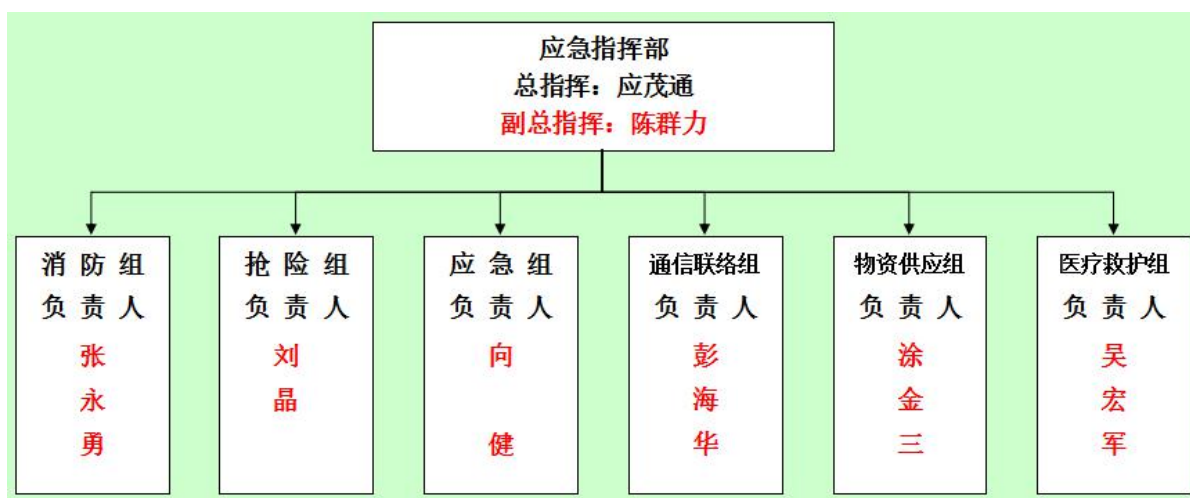 应急指挥部
总指挥：应茂通
副总指挥：陈群力
消防组
负责人
张
永
勇
抢险组
负责人
刘
晶
应急组
负责人
向
健
通信联络组
负责人
彭
海
华
物资供应组
负责人
涂
金
三
医疗救护组
负责人
吴
宏
军